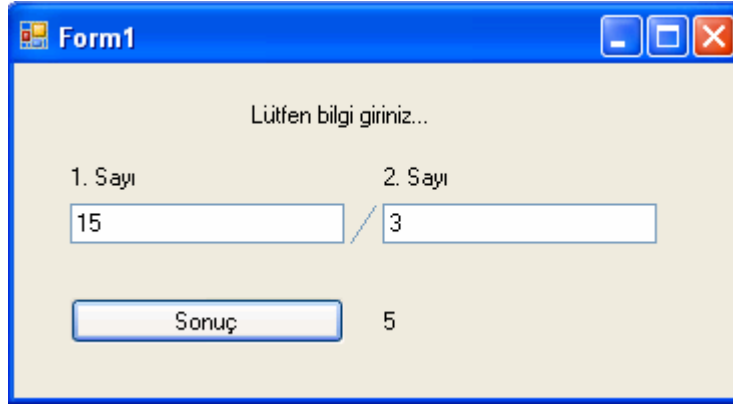 Form1
Lütfen bilgi giriniz...
1. Sayı 2. Sayı
15 / 3
Sonuç 5